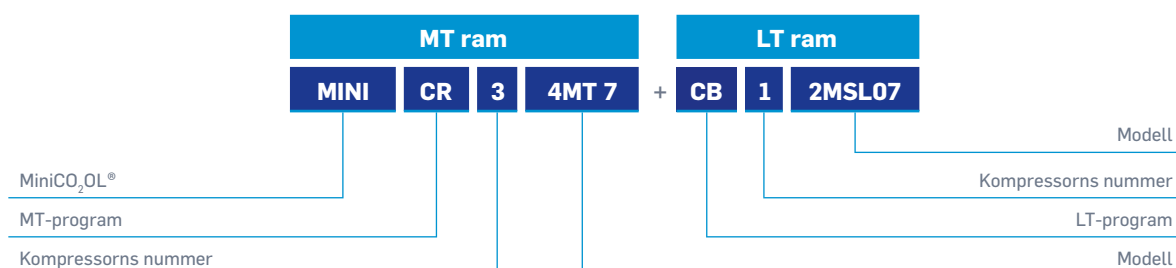 MT ram LT ram
MINI CR 3 4MT 7 + CB 1 2MSL07
Modell
MiniCO₂OL® Kompressorns nummer
MT-program LT-program
Kompressorns nummer Modell